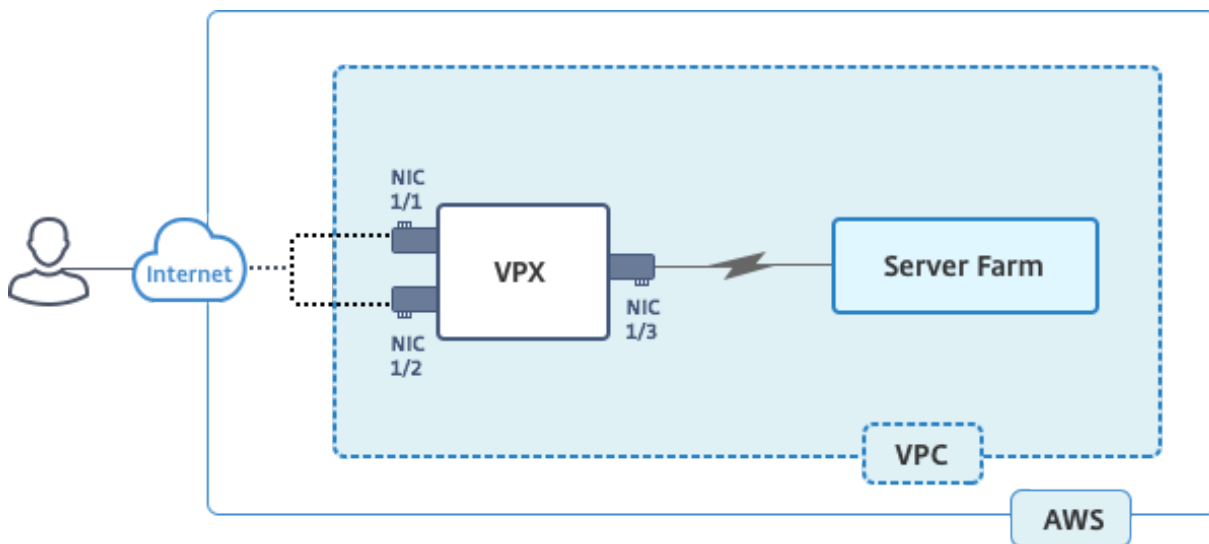 NIC
1/1
Internet
VPX
Server Farm
NIC
1/2
NIC
1/3
VPC
AWS